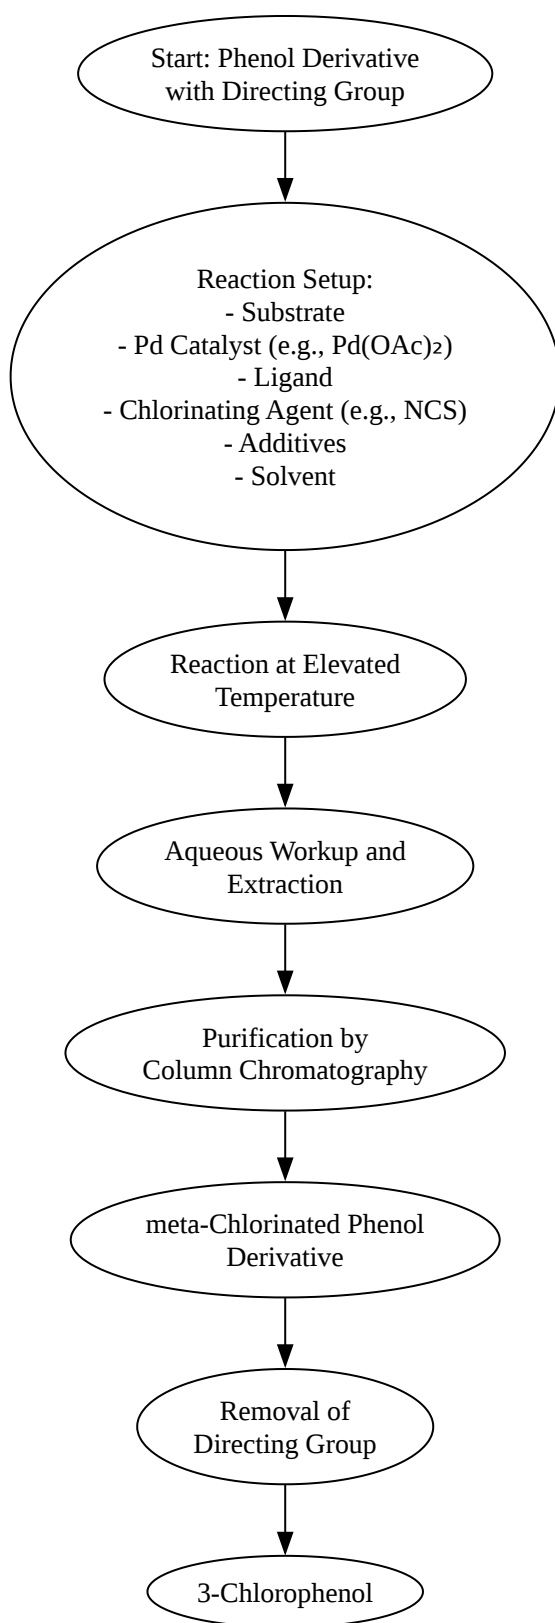 Start: Phenol Derivative
with Directing Group
Reaction Setup:
- Substrate
- Pd Catalyst (e.g., Pd(OAc)₂)
- Ligand
- Chlorinating Agent (e.g., NCS)
- Additives
- Solvent
Reaction at Elevated
Temperature
Aqueous Workup and
Extraction
Purification by
Column Chromatography
meta-Chlorinated Phenol
Derivative
Removal of
Directing Group
3-Chlorophenol